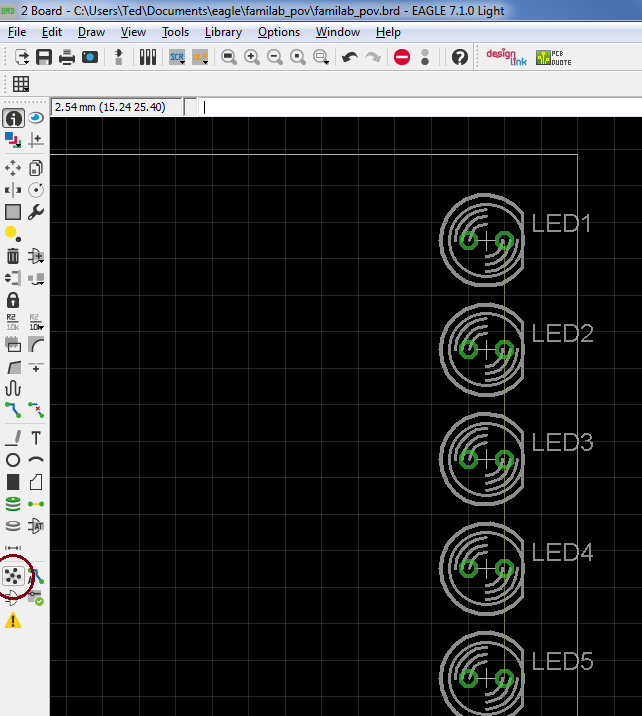 2 Board - C:\Users\Ted\Documents\eagle\familab_pov\familab_pov.brd - EAGLE 7.1.0 Light
File Edit Draw View Tools Library Options Window Help
SCR
design link
PCB QUOTE
2.54 mm (15.24 25.40)
R2 10k
R2 10k
T
LED1
LED2
LED3
LED4
LED5